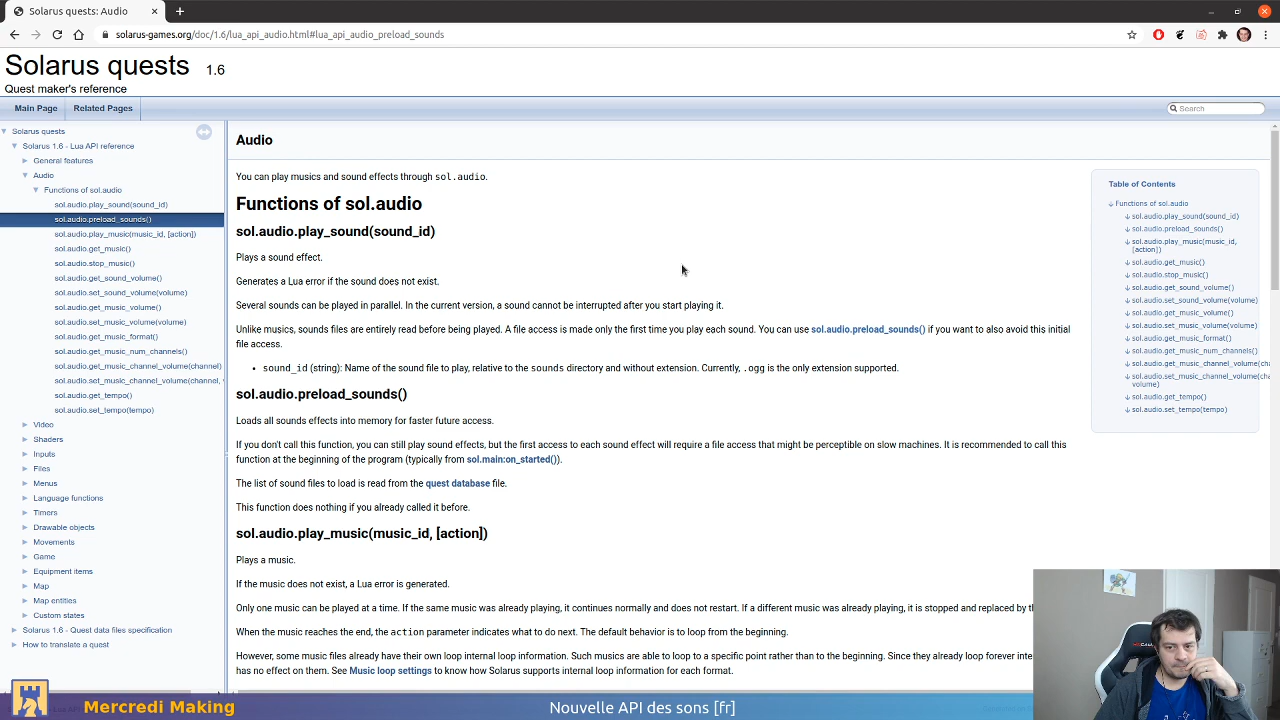 Solarus quests: Audio
solarus-games.org/doc/1.6/lua_api_audio.html#lua_api_audio_preload_sounds
Solarus quests 1.6
Quest maker's reference
Main Page Related Pages
Search
Solarus quests
Solarus 1.6 - Lua API reference
General features
Audio
Functions of sol.audio
sol.audio.play_sound(sound_id)
sol.audio.preload_sounds()
sol.audio.play_music(music_id, [action])
sol.audio.get_music()
sol.audio.stop_music()
sol.audio.get_sound_volume()
sol.audio.set_sound_volume(volume)
sol.audio.get_music_volume()
sol.audio.set_music_volume(volume)
sol.audio.get_music_format()
sol.audio.get_music_num_channels()
sol.audio.get_music_channel_volume(channel)
sol.audio.set_music_channel_volume(channel,
sol.audio.get_tempo()
sol.audio.set_tempo(tempo)
Video
Shaders
Inputs
Files
Menus
Language functions
Timers
Drawable objects
Movements
Game
Equipment items
Map
Map entities
Custom states
Solarus 1.6 - Quest data files specification
How to translate a quest
Audio
You can play musics and sound effects through sol.audio.
Functions of sol.audio
sol.audio.play_sound(sound_id)
Plays a sound effect.
Generates a Lua error if the sound does not exist.
Several sounds can be played in parallel. In the current version, a sound cannot be interrupted after you start playing it.
Unlike musics, sounds files are entirely read before being played. A file access is made only the first time you play each sound. You can use sol.audio.preload_sounds() if you want to also avoid this initial
file access.
• sound_id (string): Name of the sound file to play, relative to the sounds directory and without extension. Currently, .ogg is the only extension supported.
sol.audio.preload_sounds()
Loads all sounds effects into memory for faster future access.
If you don't call this function, you can still play sound effects, but the first access to each sound effect will require a file access that might be perceptible on slow machines. It is recommended to call this
function at the beginning of the program (typically from sol.main:on_started()).
The list of sound files to load is read from the quest database file.
This function does nothing if you already called it before.
sol.audio.play_music(music_id, [action])
Plays a music.
If the music does not exist, a Lua error is generated.
Only one music can be played at a time. If the same music was already playing, it continues normally and does not restart. If a different music was already playing, it is stopped and replaced by th
When the music reaches the end, the action parameter indicates what to do next. The default behavior is to loop from the beginning.
However, some music files already have their own loop internal loop information. Such musics are able to loop to a specific point rather than to the beginning. Since they already loop forever inte
has no effect on them. See Music loop settings to know how Solarus supports internal loop information for each format.
Table of Contents
↓ Functions of sol.audio
↓ sol.audio.play_sound(sound_id)
↓ sol.audio.preload_sounds()
↓ sol.audio.play_music(music_id,
[action])
↓ sol.audio.get_music()
↓ sol.audio.stop_music()
↓ sol.audio.get_sound_volume()
↓ sol.audio.set_sound_volume(volume)
↓ sol.audio.get_music_volume()
↓ sol.audio.set_music_volume(volume)
↓ sol.audio.get_music_format()
↓ sol.audio.get_music_num_channels()
↓ sol.audio.get_music_channel_volume(cha
↓ sol.audio.set_music_channel_volume(cha
volume)
↓ sol.audio.get_tempo()
↓ sol.audio.set_tempo(tempo)
Mercredi Making
Nouvelle API des sons [fr]